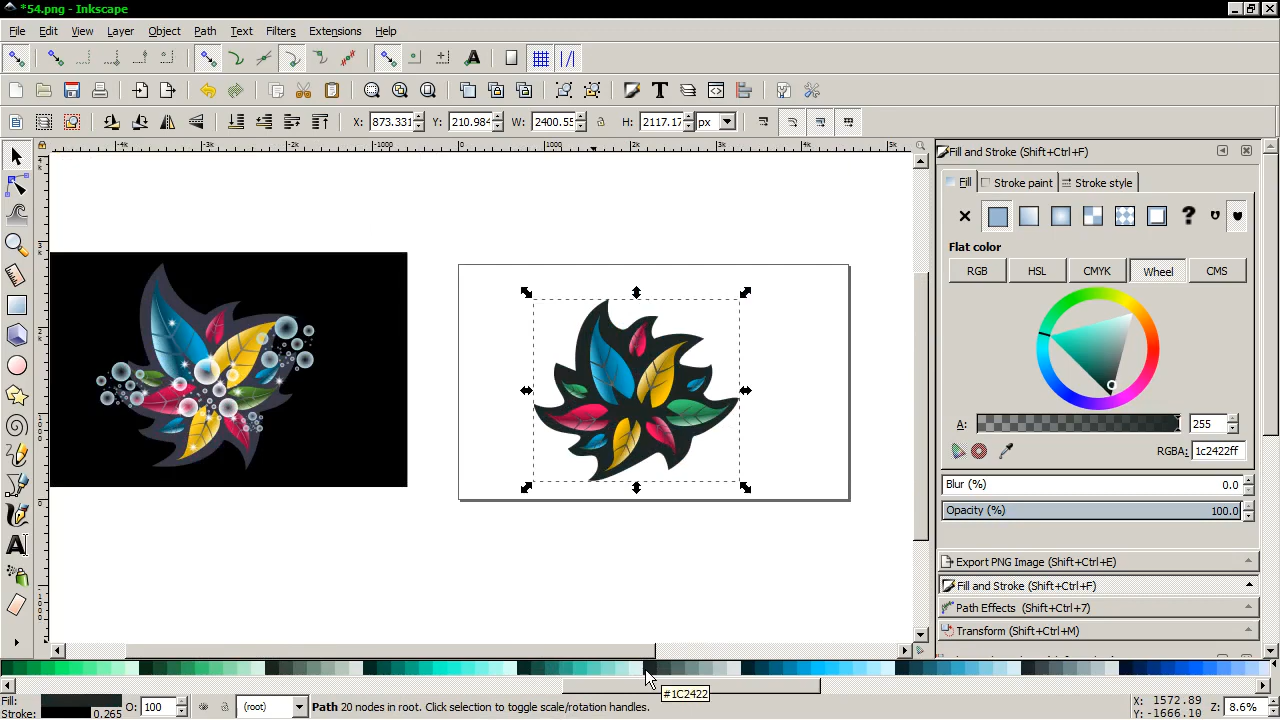 *54.png - Inkscape
File Edit View Layer Object Path Text Filters Extensions Help
X: 873.331 Y: 210.984 W: 2400.55 H: 2117.17 px
Fill and Stroke (Shift+Ctrl+F)
Fill Stroke paint Stroke style
Flat color
RGB HSL CMYK Wheel CMS
A: 255
RGBA: 1c2422ff
Blur (%) 0.0
Opacity (%) 100.0
Export PNG Image (Shift+Ctrl+E)
Fill and Stroke (Shift+Ctrl+F)
Path Effects (Shift+Ctrl+7)
Transform (Shift+Ctrl+M)
#1C2422
Fill:
Stroke: 0.265
O: 100
(root)
Path 20 nodes in root. Click selection to toggle scale/rotation handles.
X: 1572.89
Y: -1666.10
Z: 8.6%